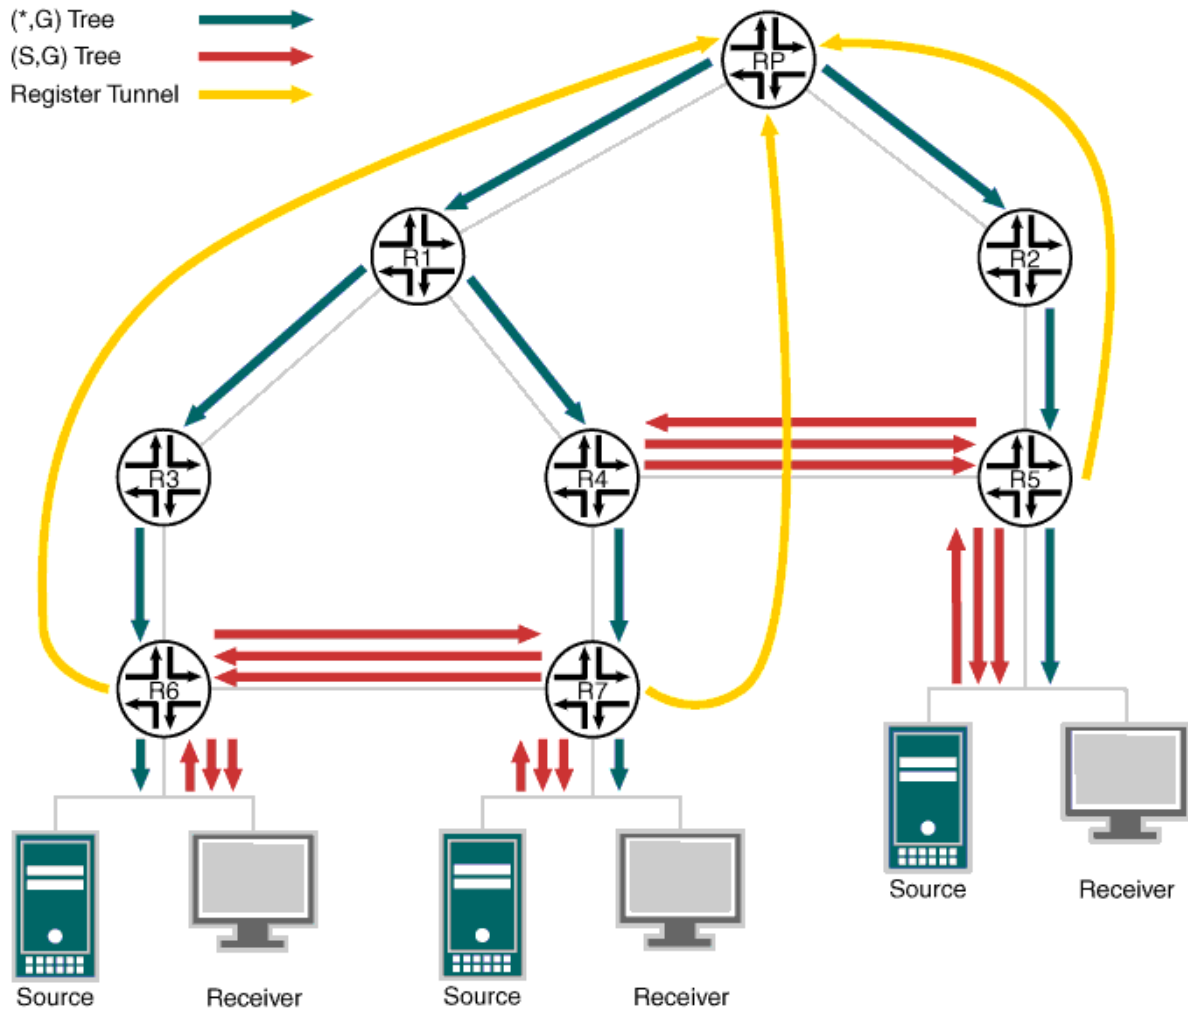 (*,G) Tree
(S,G) Tree
Register Tunnel
RP
R1
R2
R3
R4
R5
R6
R7
Source
Receiver
Source
Receiver
Source
Receiver